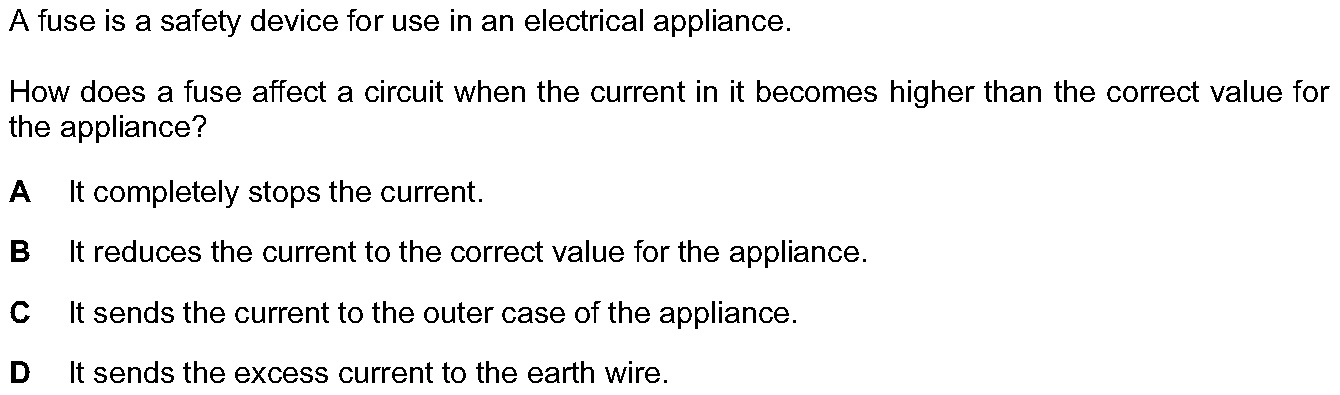 A fuse is a safety device for use in an electrical appliance.
How does a fuse affect a circuit when the current in it becomes higher than the correct value for
the appliance?
A It completely stops the current.
B It reduces the current to the correct value for the appliance.
C It sends the current to the outer case of the appliance.
D It sends the excess current to the earth wire.